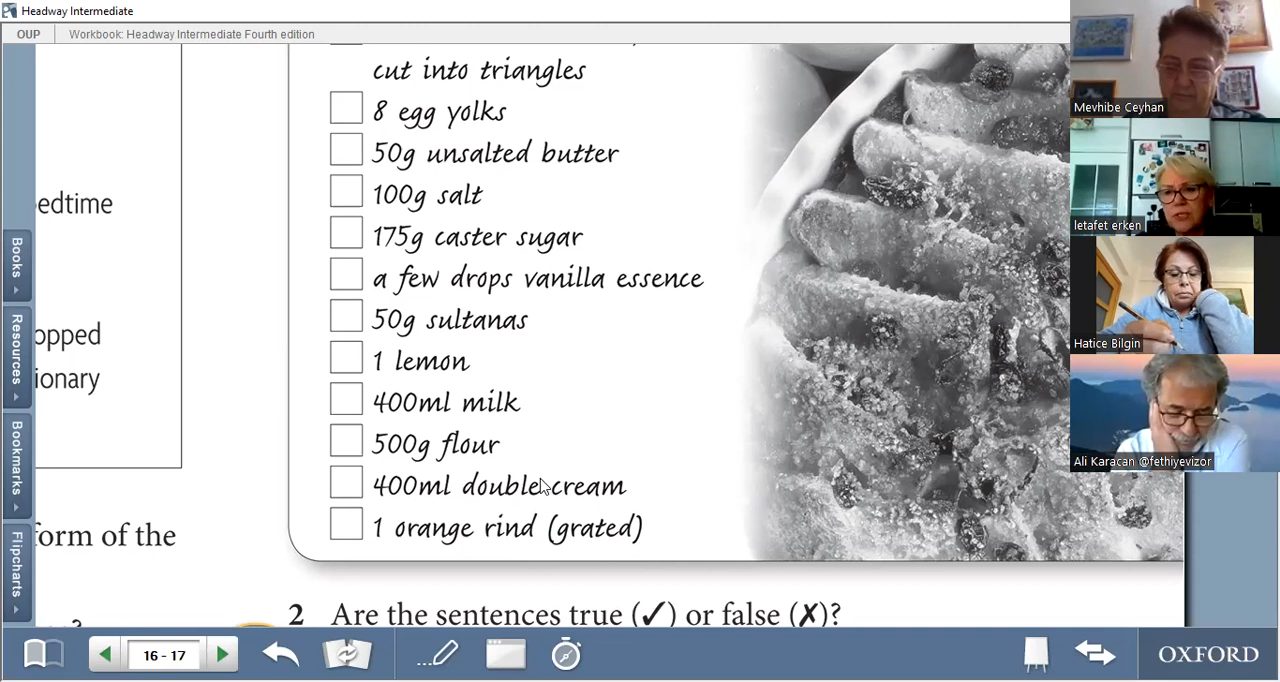 Headway Intermediate
OUP
Workbook: Headway Intermediate Fourth edition
cut into triangles
8 egg yolks
50g unsalted butter
100g salt
175g caster sugar
a few drops vanilla essence
50g sultanas
1 lemon
400ml milk
500g flour
400ml double cream
1 orange rind (grated)
edtime
opped
ionary
form of the
2 Are the sentences true (✓) or false (✗)?
Books
Resources
Bookmarks
Flipcharts
16 - 17
OXFORD
Mevhibe Ceyhan
letafet erken
Hatice Bilgin
Ali Karacan @fethiyevizor